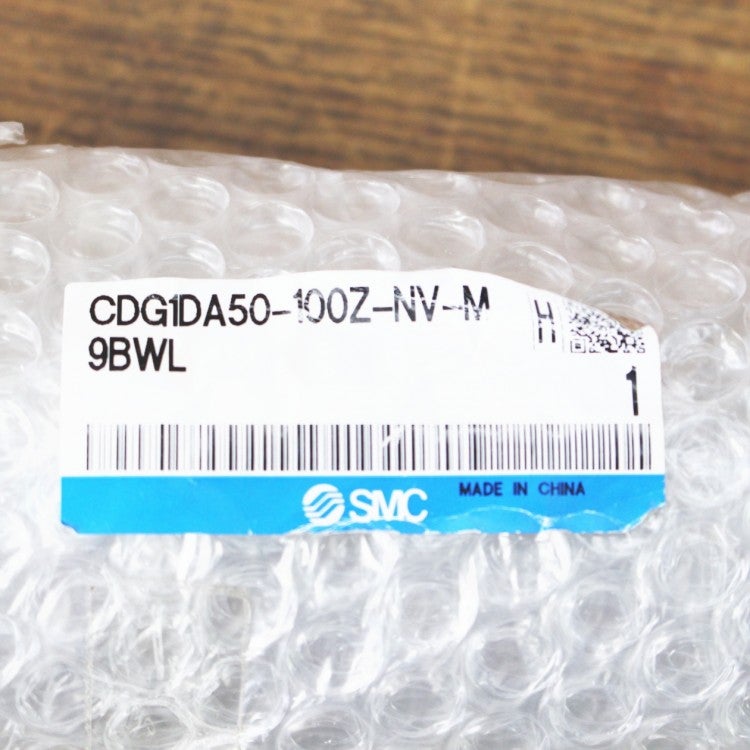 CDG1DA50-100Z-NV-M
9BWL
H
1
SMC
MADE IN CHINA